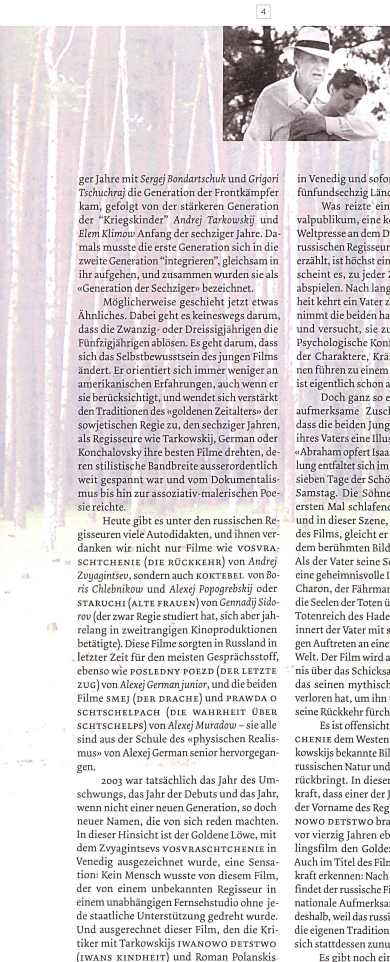 4
ger Jahre mit Sergej Bondartschuk und Grigori
Tschuchraj die Generation der Frontkämpfer
kam, gefolgt von der stärkeren Generation
der "Kriegskinder" Andrej Tarkowskij und
Elem Klimow Anfang der sechziger Jahre. Da-
mals musste die erste Generation sich in die
zweite Generation "integrieren", gleichsam in
ihr aufgehen, und zusammen wurden sie als
«Generation der Sechziger» bezeichnet.
Möglicherweise geschieht jetzt etwas
Ähnliches. Dabei geht es keineswegs darum,
dass die Zwanzig- oder Dreissigjährigen die
Fünfzigjährigen ablösen. Es geht darum, dass
sich das Selbstbewusstsein des jungen Films
ändert. Er orientiert sich immer weniger an
amerikanischen Erfahrungen, auch wenn er
sie berücksichtigt, und wendet sich verstärkt
den Traditionen des «goldenen Zeitalters» der
sowjetischen Regie zu, den sechziger Jahren,
als Regisseure wie Tarkowskij, German oder
Konchalovsky ihre besten Filme drehten, de-
ren stilistische Bandbreite ausserordentlich
weit gespannt war und vom Dokumentalis-
mus bis hin zur assoziativ-malerischen Poe-
sie reichte.
Heute gibt es unter den russischen Re-
gisseuren viele Autodidakten, und ihnen ver-
danken wir nicht nur Filme wie VOSVRA-
SCHTCHENIE (DIE RÜCKKEHR) von Andrej
Zvyagintsev, sondern auch KOKTEBEL von Bo-
ris Chlebnikow und Alexej Popogrebskij oder
STARUCHI (ALTE FRAUEN) von Gennadij Sido-
rov (der zwar Regie studiert hat, sich aber jah-
relang in zweitrangigen Kinoproduktionen
betätigte). Diese Filme sorgten in Russland in
letzter Zeit für den meisten Gesprächsstoff,
ebenso wie POSLEDNY POEZD (DER LETZTE
ZUG) von Alexej German junior, und die beiden
Filme SMEJ (DER DRACHE) und PRAWDA O
SCHTSCHELPACH (DIE WAHRHEIT ÜBER
SCHTSCHELPS) von Alexej Muradow – sie alle
sind aus der Schule des «physischen Realis-
mus» von Alexej German senior hervorgegan-
gen.
2003 war tatsächlich das Jahr des Um-
schwungs, das Jahr der Debuts und das Jahr,
wenn nicht einer neuen Generation, so doch
neuer Namen, die von sich reden machten.
In dieser Hinsicht ist der Goldene Löwe, mit
dem Zvyagintsevs VOSVRASCHTCHENIE in
Venedig ausgezeichnet wurde, eine Sensa-
tion: Kein Mensch wusste von diesem Film,
der von einem unbekannten Regisseur in
einem unabhängigen Fernsehstudio ohne je-
de staatliche Unterstützung gedreht wurde.
Und ausgerechnet dieser Film, den die Kri-
tiker mit Tarkowskijs IWANOWO DETSTWO
(IWANS KINDHEIT) und Roman Polanskis
in Venedig und sofor
fünfundsechzig Länd
Was reizte ein
valpublikum, eine k
Weltpresse an dem D
russischen Regisseur
erzählt, ist höchst ein
scheint es, zu jeder Z
abspielen. Nach lang
heit kehrt ein Vater z
nimmt die beiden ha
und versucht, sie zu
Psychologische Konf
der Charaktere, Krä
nen führen zu einem
ist eigentlich schon a
Doch ganz so e
aufmerksame Zusch
dass die beiden Jung
ihres Vaters eine Illus
«Abraham opfert Isaa
lung entfaltet sich im
sieben Tage der Schö
Samstag. Die Söhne
ersten Mal schlafend
und in dieser Szene,
des Films, gleicht er
dem berühmten Bild
Als der Vater seine So
eine geheimnisvolle I
Charon, der Fährmar
die Seelen der Toten ü
Totenreich des Hade
innert der Vater mit s
gen Auftreten an eine
Welt. Der Film wird a
nis über das Schicksa
das seinen mythisch
verloren hat, um ihn
seine Rückkehr fürch
Es ist offensicht
CHENIE dem Westen
kowskijs bekannte Bil
russischen Natur und
rückbringt. In dieser
kraft, dass einer der J
der Vorname des Reg
NOWO DETSTWO bra
vor vierzig Jahren eb
lingsfilm den Golder
Auch im Titel des Film
kraft erkennen: Nach
findet der russische Fi
nationale Aufmerksar
deshalb, weil das russi
die eigenen Tradition
sich stattdessen zunu
Es gibt noch ein